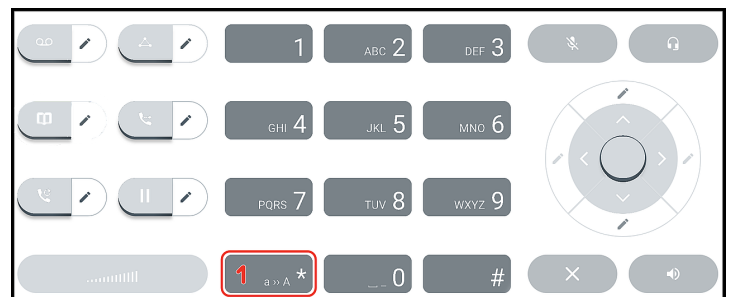 1
ABC 2
DEF 3
GHI 4
JKL 5
MNO 6
PQRS 7
TUV 8
WXYZ 9
1 a » A *
0
#